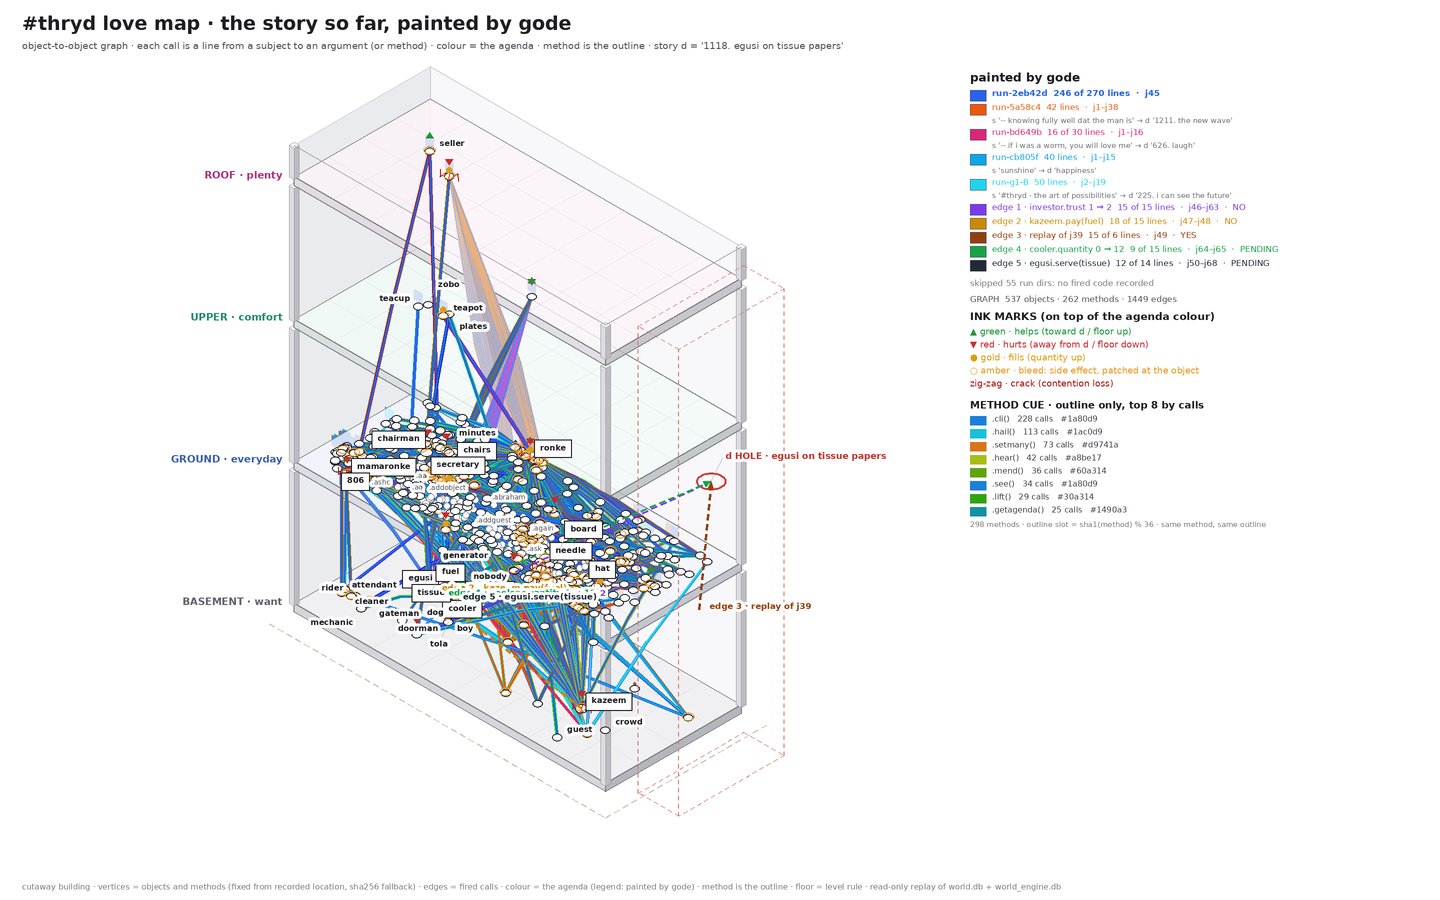 #thryd love map · the story so far, painted by gode
object-to-object graph · each call is a line from a subject to an argument (or method) · colour = the agenda · method is the outline · story d = '1118. egusi on tissue papers'
painted by gode
run-2eb42d 246 of 270 lines · j45
run-5a58c4 42 lines · j1–j38
s '-- knowing fully well dat the man is' → d '1211. the new wave'
run-bd649b 16 of 30 lines · j1–j16
s '-- if i was a worm, you will love me' → d '626. laugh'
run-cb805f 40 lines · j1–j15
s 'sunshine' → d 'happiness'
run-g1-B 50 lines · j2–j19
s '#thryd - the art of possibilities' → d '225. i can see the future'
edge 1 · investor.trust 1 → 2 15 of 15 lines · j46–j63 · NO
edge 2 · kazeem.pay(fuel) 18 of 15 lines · j47–j48 · NO
edge 3 · replay of j39 15 of 6 lines · j49 · YES
edge 4 · cooler.quantity 0 → 12 9 of 15 lines · j64–j65 · PENDING
edge 5 · egusi.serve(tissue) 12 of 14 lines · j50–j68 · PENDING
skipped 55 run dirs: no fired code recorded
GRAPH 537 objects · 262 methods · 1449 edges
INK MARKS (on top of the agenda colour)
▲ green · helps (toward d / floor up)
▼ red · hurts (away from d / floor down)
● gold · fills (quantity up)
○ amber · bleed: side effect, patched at the object
zig-zag · crack (contention loss)
METHOD CUE · outline only, top 8 by calls
.cli() 228 calls #1a80d9
.hail() 113 calls #1ac0d9
.setmany() 73 calls #d9741a
.hear() 42 calls #a8be17
.mend() 36 calls #60a314
.see() 34 calls #1a80d9
.lift() 29 calls #30a314
.getagenda() 25 calls #1490a3
298 methods · outline slot = sha1(method) % 36 · same method, same outline
ROOF · plenty
UPPER · comfort
GROUND · everyday
BASEMENT · want
seller
zobo
teacup
teapot
plates
minutes
chairman
chairs
ronke
secretary
mamaronke
806
.ashc
.addobject
.abraham
.addguest
.again
board
.ask
needle
generator
hat
fuel
nobody
egusi
rider
attendant
edge 5 · egusi.serve(tissue)
cleaner
cooler
gateman
dog
mechanic
doorman
boy
tola
kazeem
crowd
guest
d HOLE · egusi on tissue papers
edge 3 · replay of j39
cutaway building · vertices = objects and methods (fixed from recorded location, sha256 fallback) · edges = fired calls · colour = the agenda (legend: painted by gode) · method is the outline · floor = level rule · read-only replay of world.db + world_engine.db